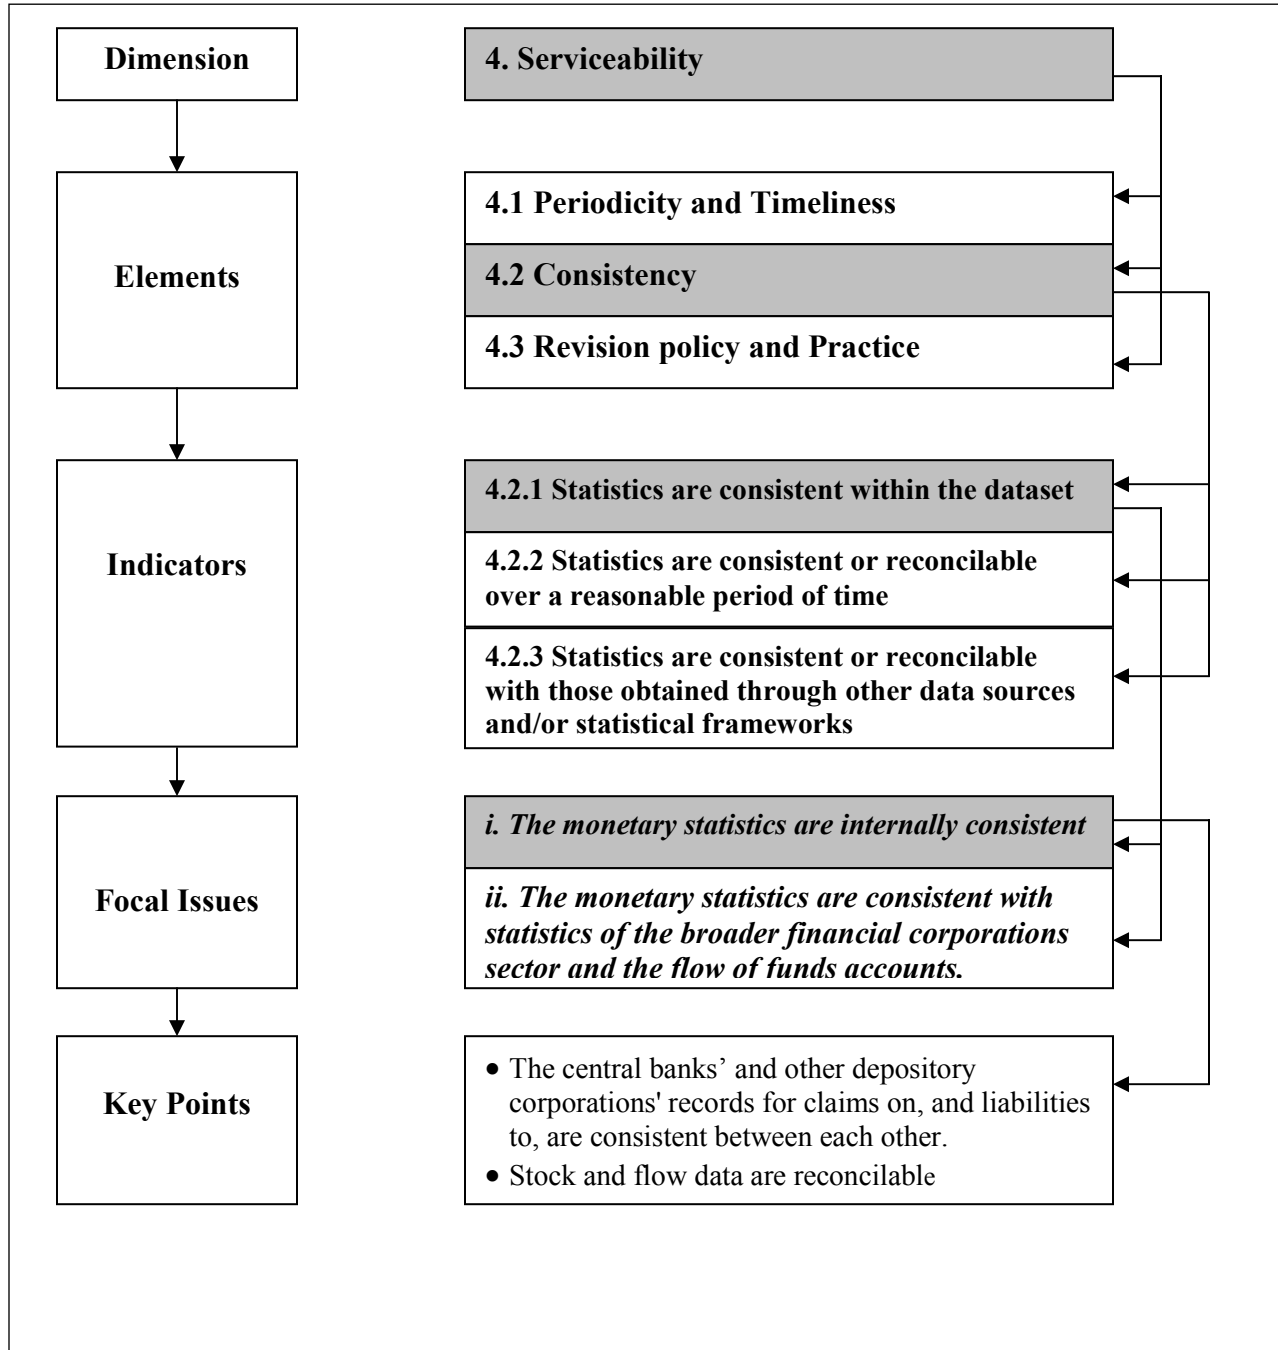 Dimension
4. Serviceability
Elements
4.1 Periodicity and Timeliness
4.2 Consistency
4.3 Revision policy and Practice
Indicators
4.2.1 Statistics are consistent within the dataset
4.2.2 Statistics are consistent or reconcilable
over a reasonable period of time
4.2.3 Statistics are consistent or reconcilable
with those obtained through other data sources
and/or statistical frameworks
Focal Issues
i. The monetary statistics are internally consistent
ii. The monetary statistics are consistent with
statistics of the broader financial corporations
sector and the flow of funds accounts.
Key Points
• The central banks’ and other depository
corporations' records for claims on, and liabilities
to, are consistent between each other.
• Stock and flow data are reconcilable